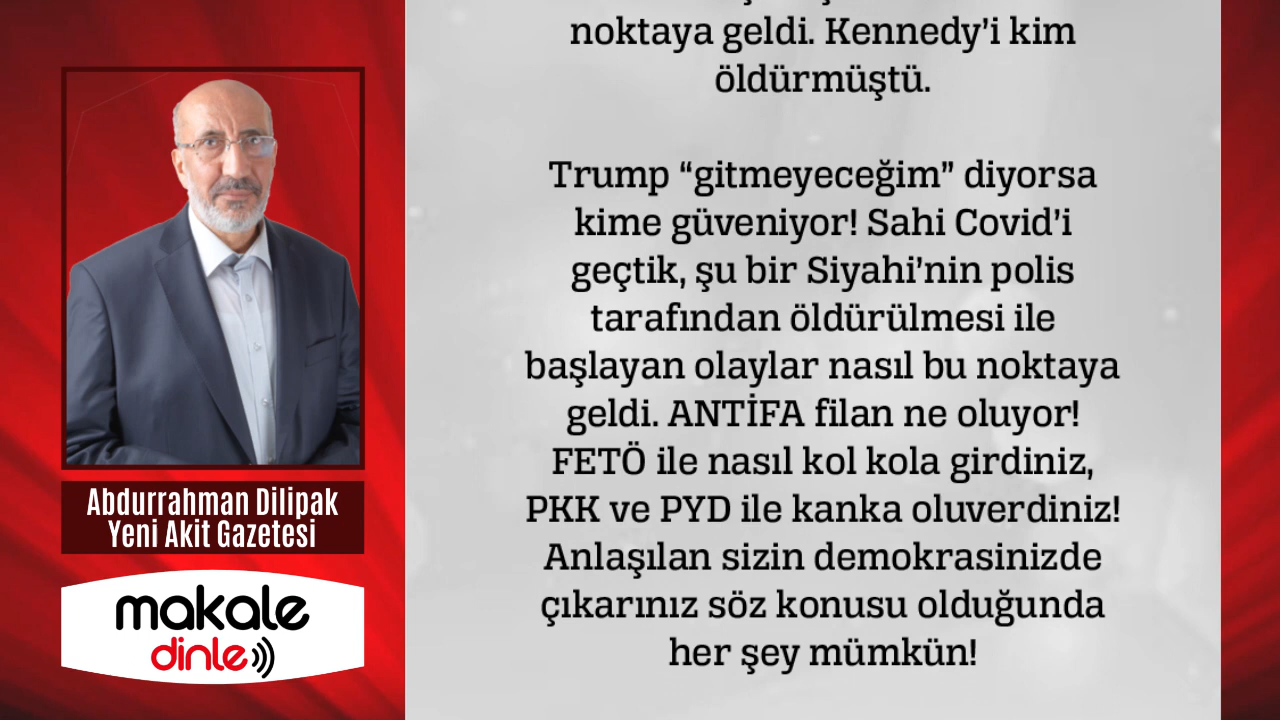 noktaya geldi. Kennedy’i kim
öldürmüştü.
Trump “gitmeyeceğim” diyorsa
kime güveniyor! Sahi Covid’i
geçtik, şu bir Siyahi’nin polis
tarafından öldürülmesi ile
başlayan olaylar nasıl bu noktaya
geldi. ANTİFA filan ne oluyor!
FETÖ ile nasıl kol kola girdiniz,
PKK ve PYD ile kanka oluverdiniz!
Anlaşılan sizin demokrasinizde
çıkarınız söz konusu olduğunda
her şey mümkün!
Abdurrahman Dilipak
Yeni Akit Gazetesi
makale
dinle